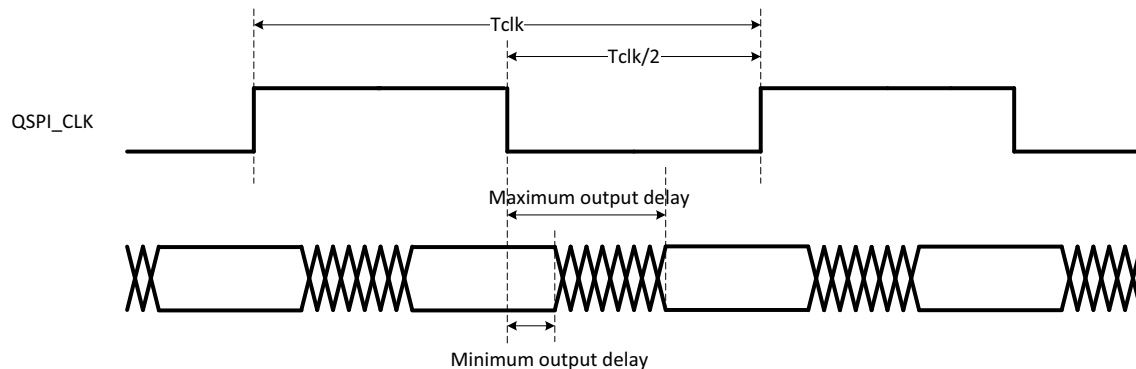 Tclk
Tclk/2
QSPI_CLK
Maximum output delay
Minimum output delay